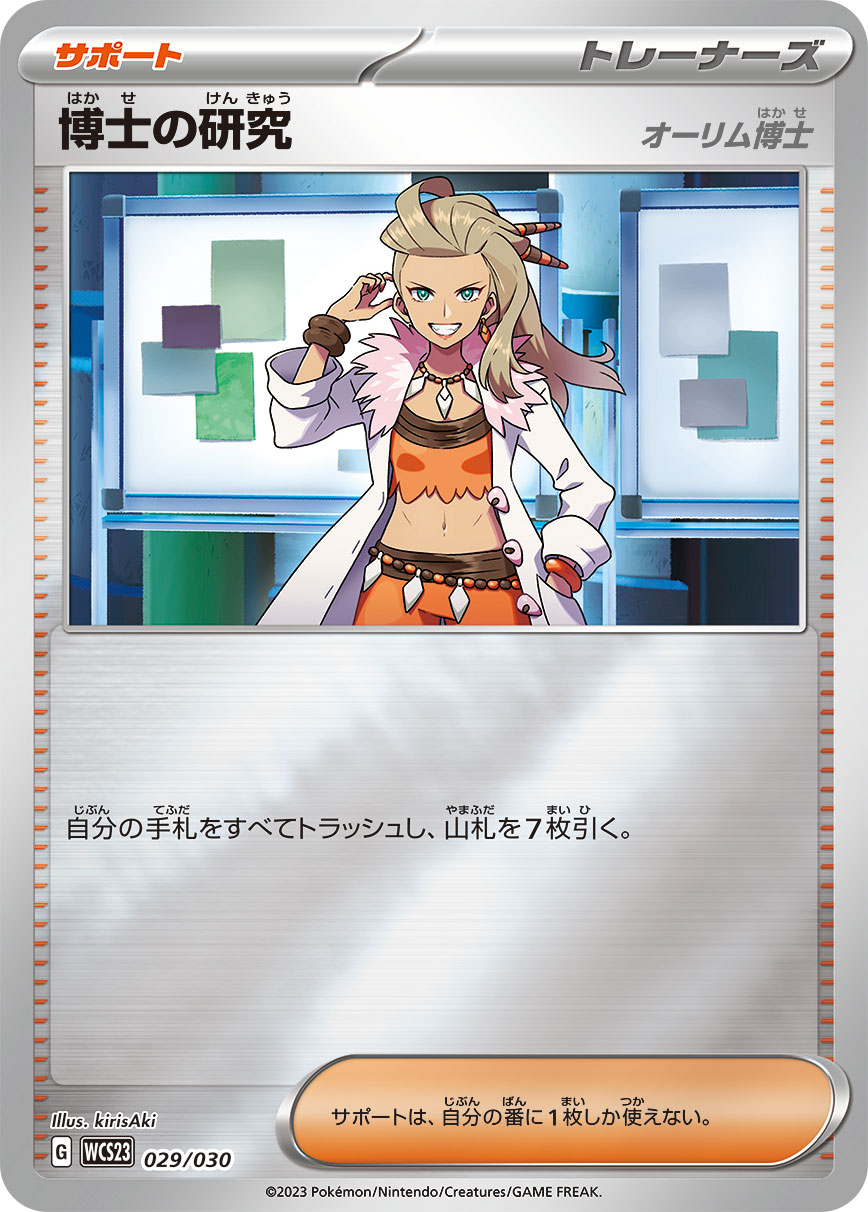 サポート
トレーナーズ
はかせ けんきゅう
博士の研究
はかせ
オーリム博士
じぶん てふだ やまふだ まい ひ
自分の手札をすべてトラッシュし、山札を7枚引く。
じぶん ばん まい つか
サポートは、自分の番に1枚しか使えない。
Illus. kirisAki
G WCS23 029/030
©2023 Pokémon/Nintendo/Creatures/GAME FREAK.